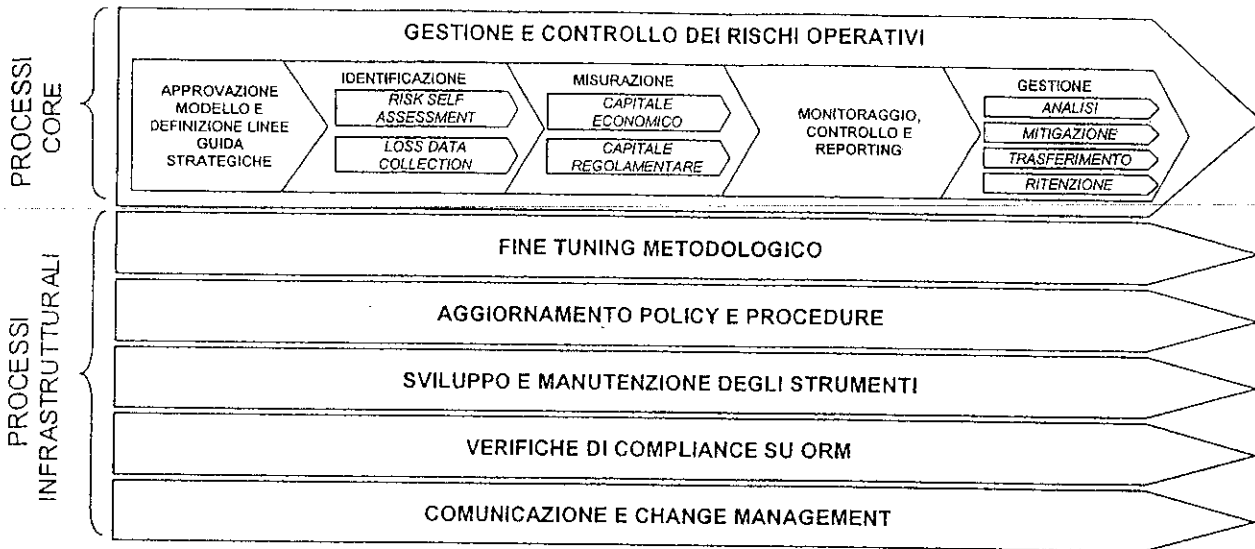 PROCESSI
CORE
GESTIONE E CONTROLLO DEI RISCHI OPERATIVI
APPROVAZIONE
MODELLO E
DEFINIZIONE LINEE
GUIDA
STRATEGICHE
IDENTIFICAZIONE
RISK SELF
ASSESSMENT
LOSS DATA
COLLECTION
MISURAZIONE
CAPITALE
ECONOMICO
CAPITALE
REGOLAMENTARE
MONITORAGGIO,
CONTROLLO E
REPORTING
GESTIONE
ANALISI
MITIGAZIONE
TRASFERIMENTO
RITENZIONE
PROCESSI
INFRASTRUTTURALI
FINE TUNING METODOLOGICO
AGGIORNAMENTO POLICY E PROCEDURE
SVILUPPO E MANUTENZIONE DEGLI STRUMENTI
VERIFICHE DI COMPLIANCE SU ORM
COMUNICAZIONE E CHANGE MANAGEMENT